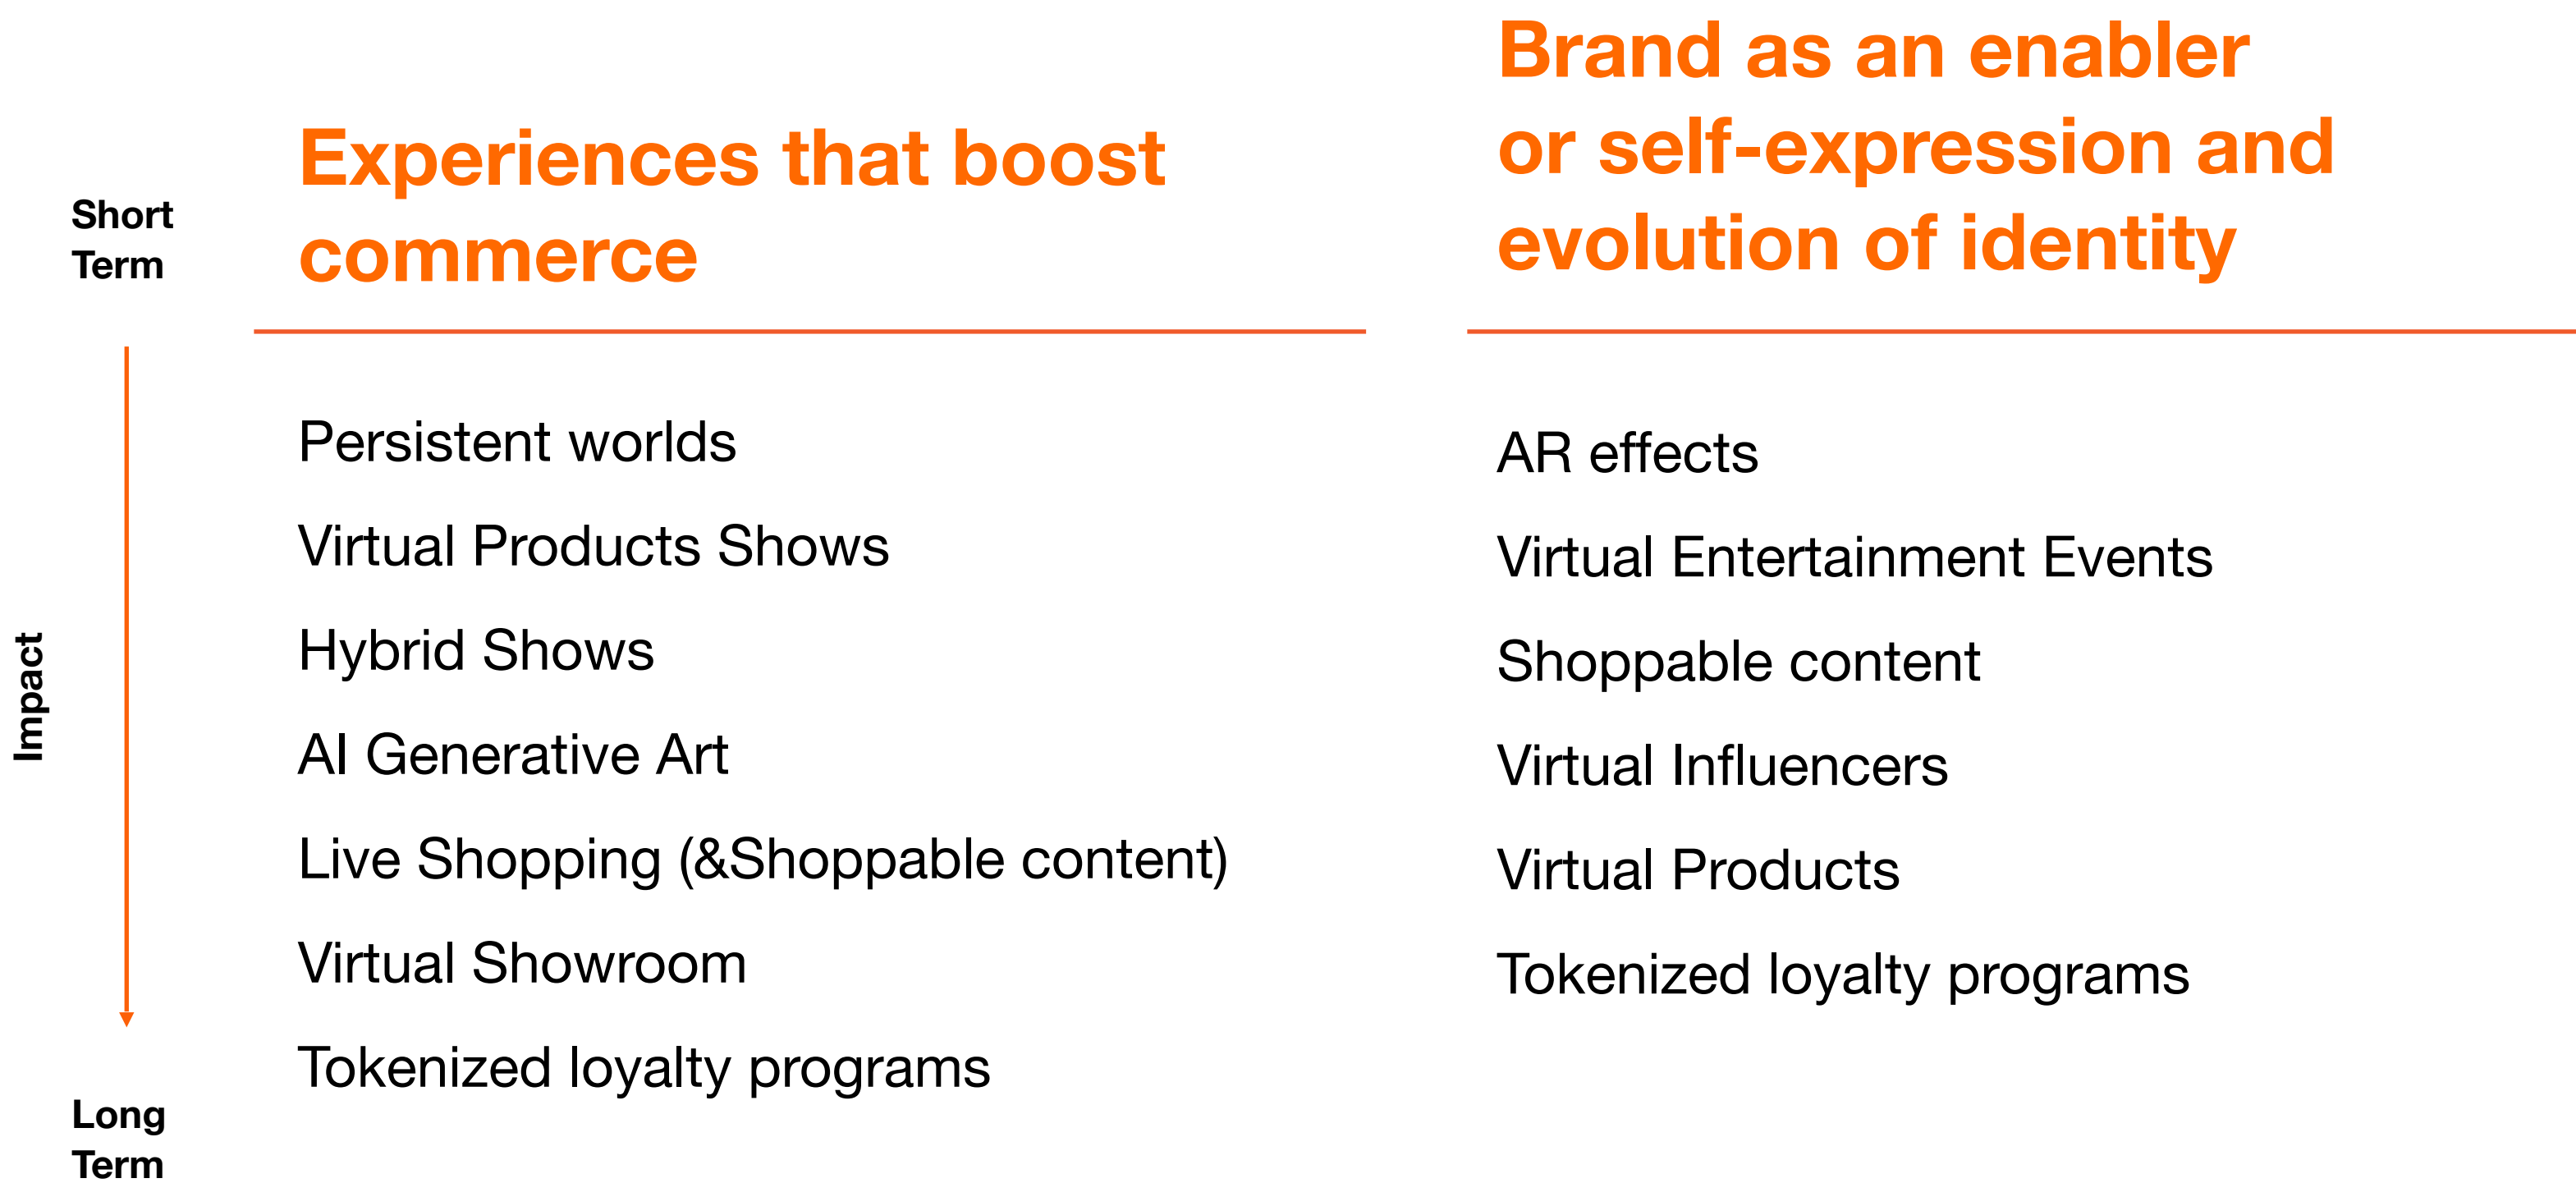 Short
Term
Impact
Long
Term
Experiences that boost
commerce
Persistent worlds
Virtual Products Shows
Hybrid Shows
AI Generative Art
Live Shopping (&Shoppable content)
Virtual Showroom
Tokenized loyalty programs
Brand as an enabler
or self-expression and
evolution of identity
AR effects
Virtual Entertainment Events
Shoppable content
Virtual Influencers
Virtual Products
Tokenized loyalty programs